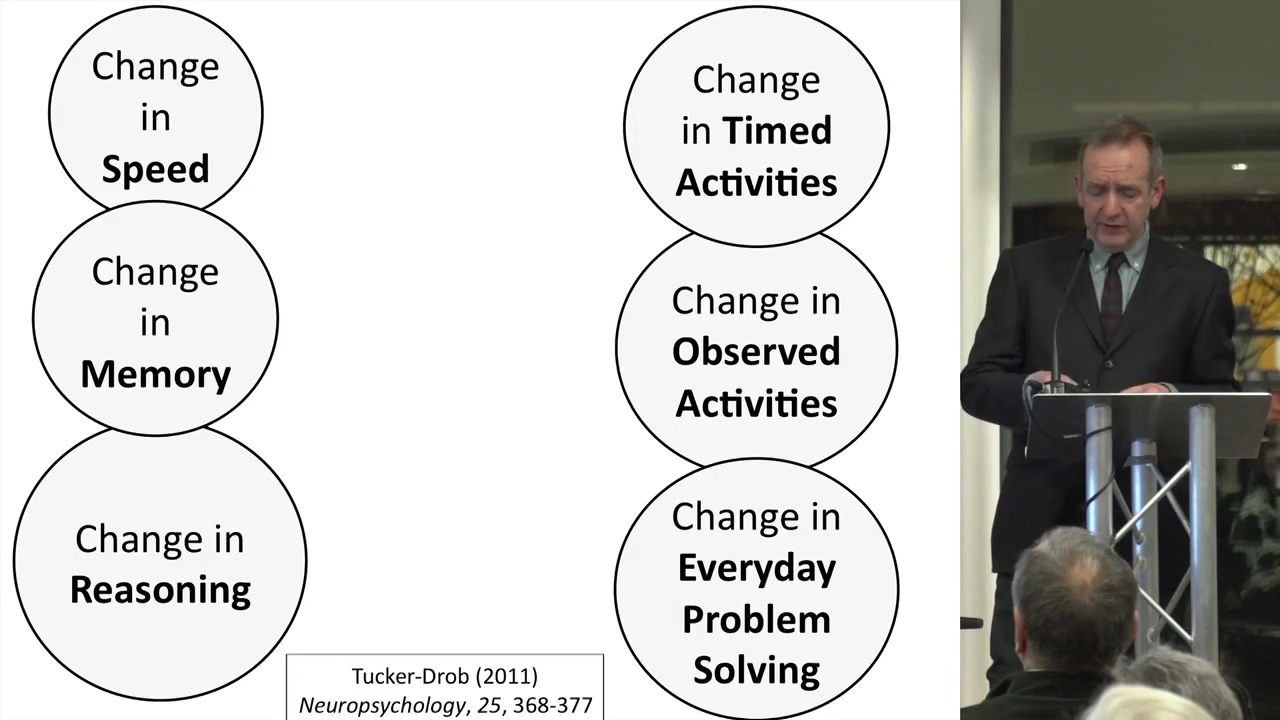 Change
in
Speed
Change
in
Memory
Change in
Reasoning
Change
in Timed
Activities
Change in
Observed
Activities
Change in
Everyday
Problem
Solving
Tucker-Drob (2011)
Neuropsychology, 25, 368-377